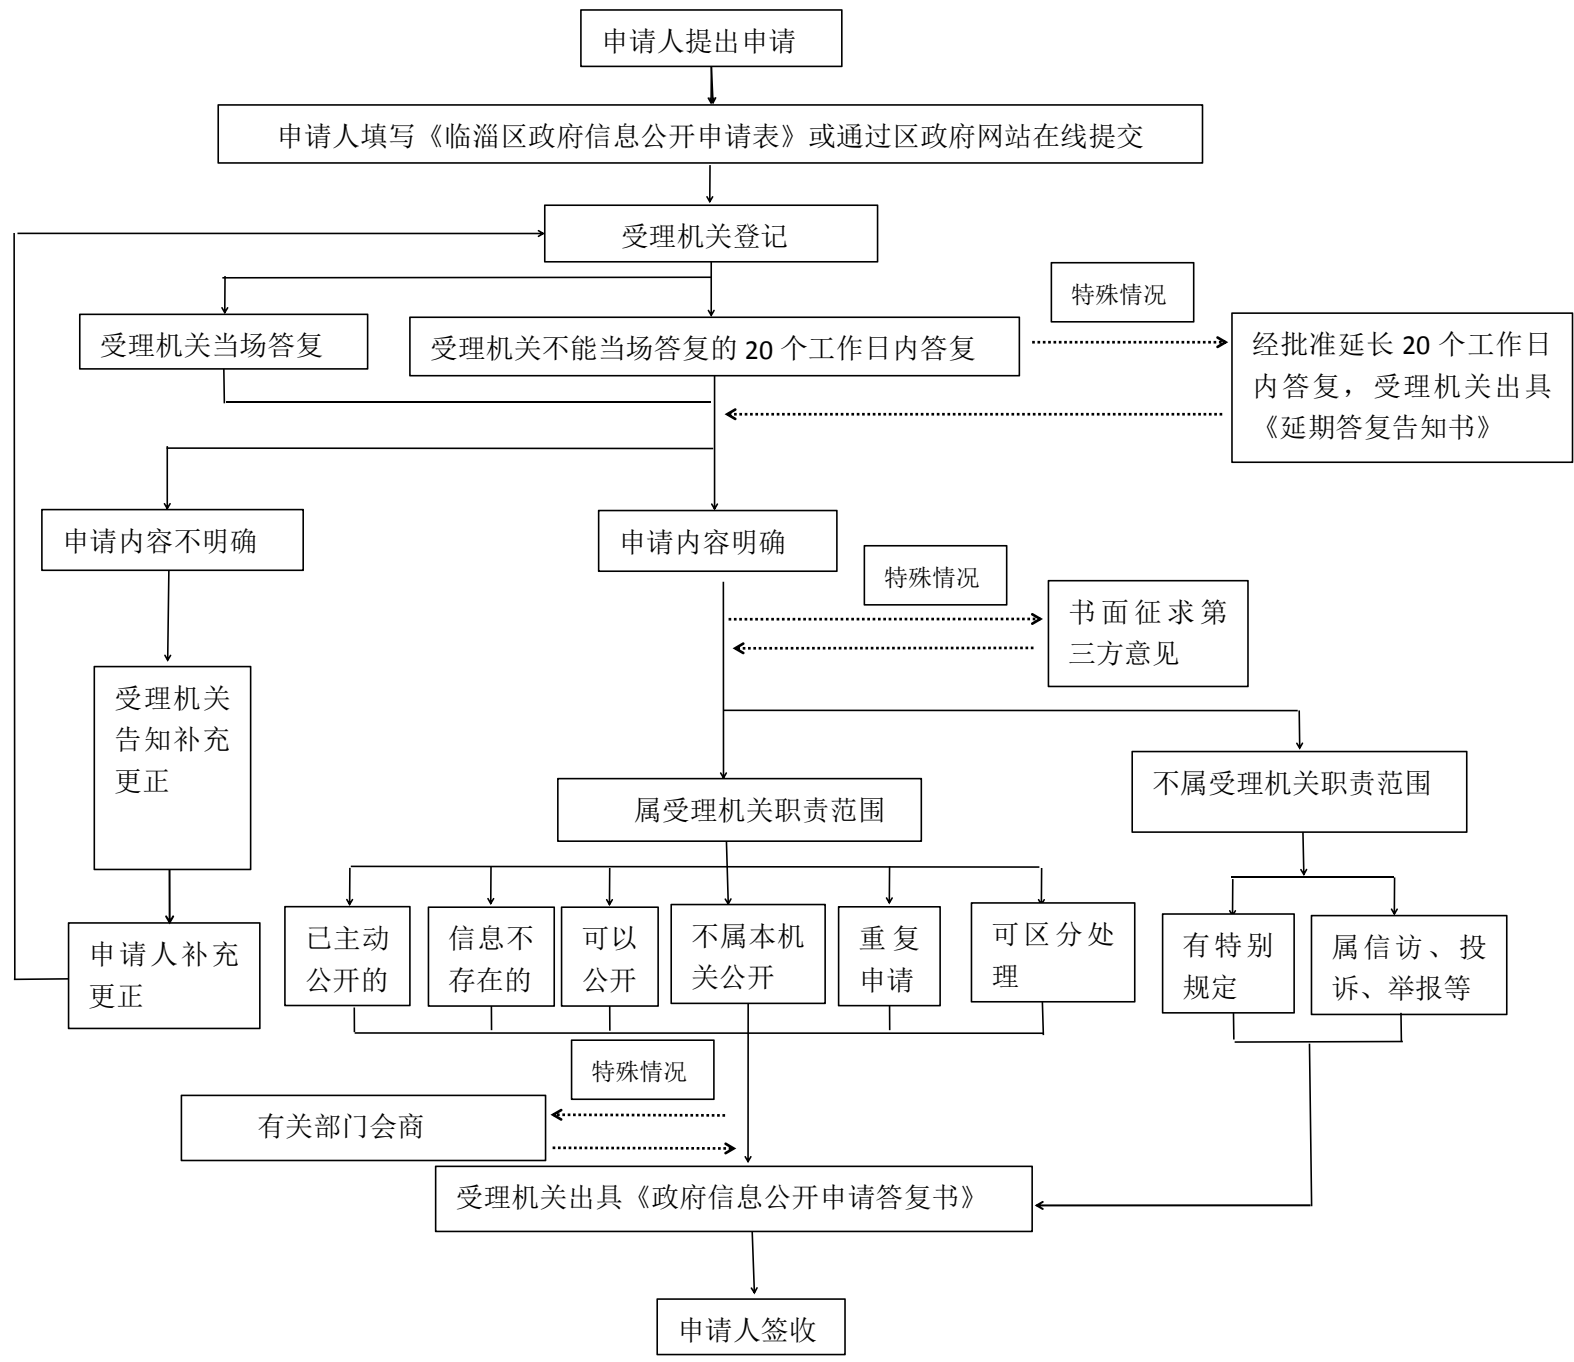 申请人提出申请
申请人填写《临淄区政府信息公开申请表》或通过区政府网站在线提交
受理机关登记
特殊情况
受理机关当场答复
受理机关不能当场答复的 20 个工作日内答复
经批准延长 20 个工作日
内答复，受理机关出具
《延期答复告知书》
申请内容不明确
申请内容明确
特殊情况
书面征求第
三方意见
受理机关
告知补充
更正
属受理机关职责范围
不属受理机关职责范围
申请人补充
更正
已主动
公开的
信息不
存在的
可以
公开
不属本机
关公开
重复
申请
可区分处
理
有特别
规定
属信访、投
诉、举报等
特殊情况
有关部门会商
受理机关出具《政府信息公开申请答复书》
申请人签收